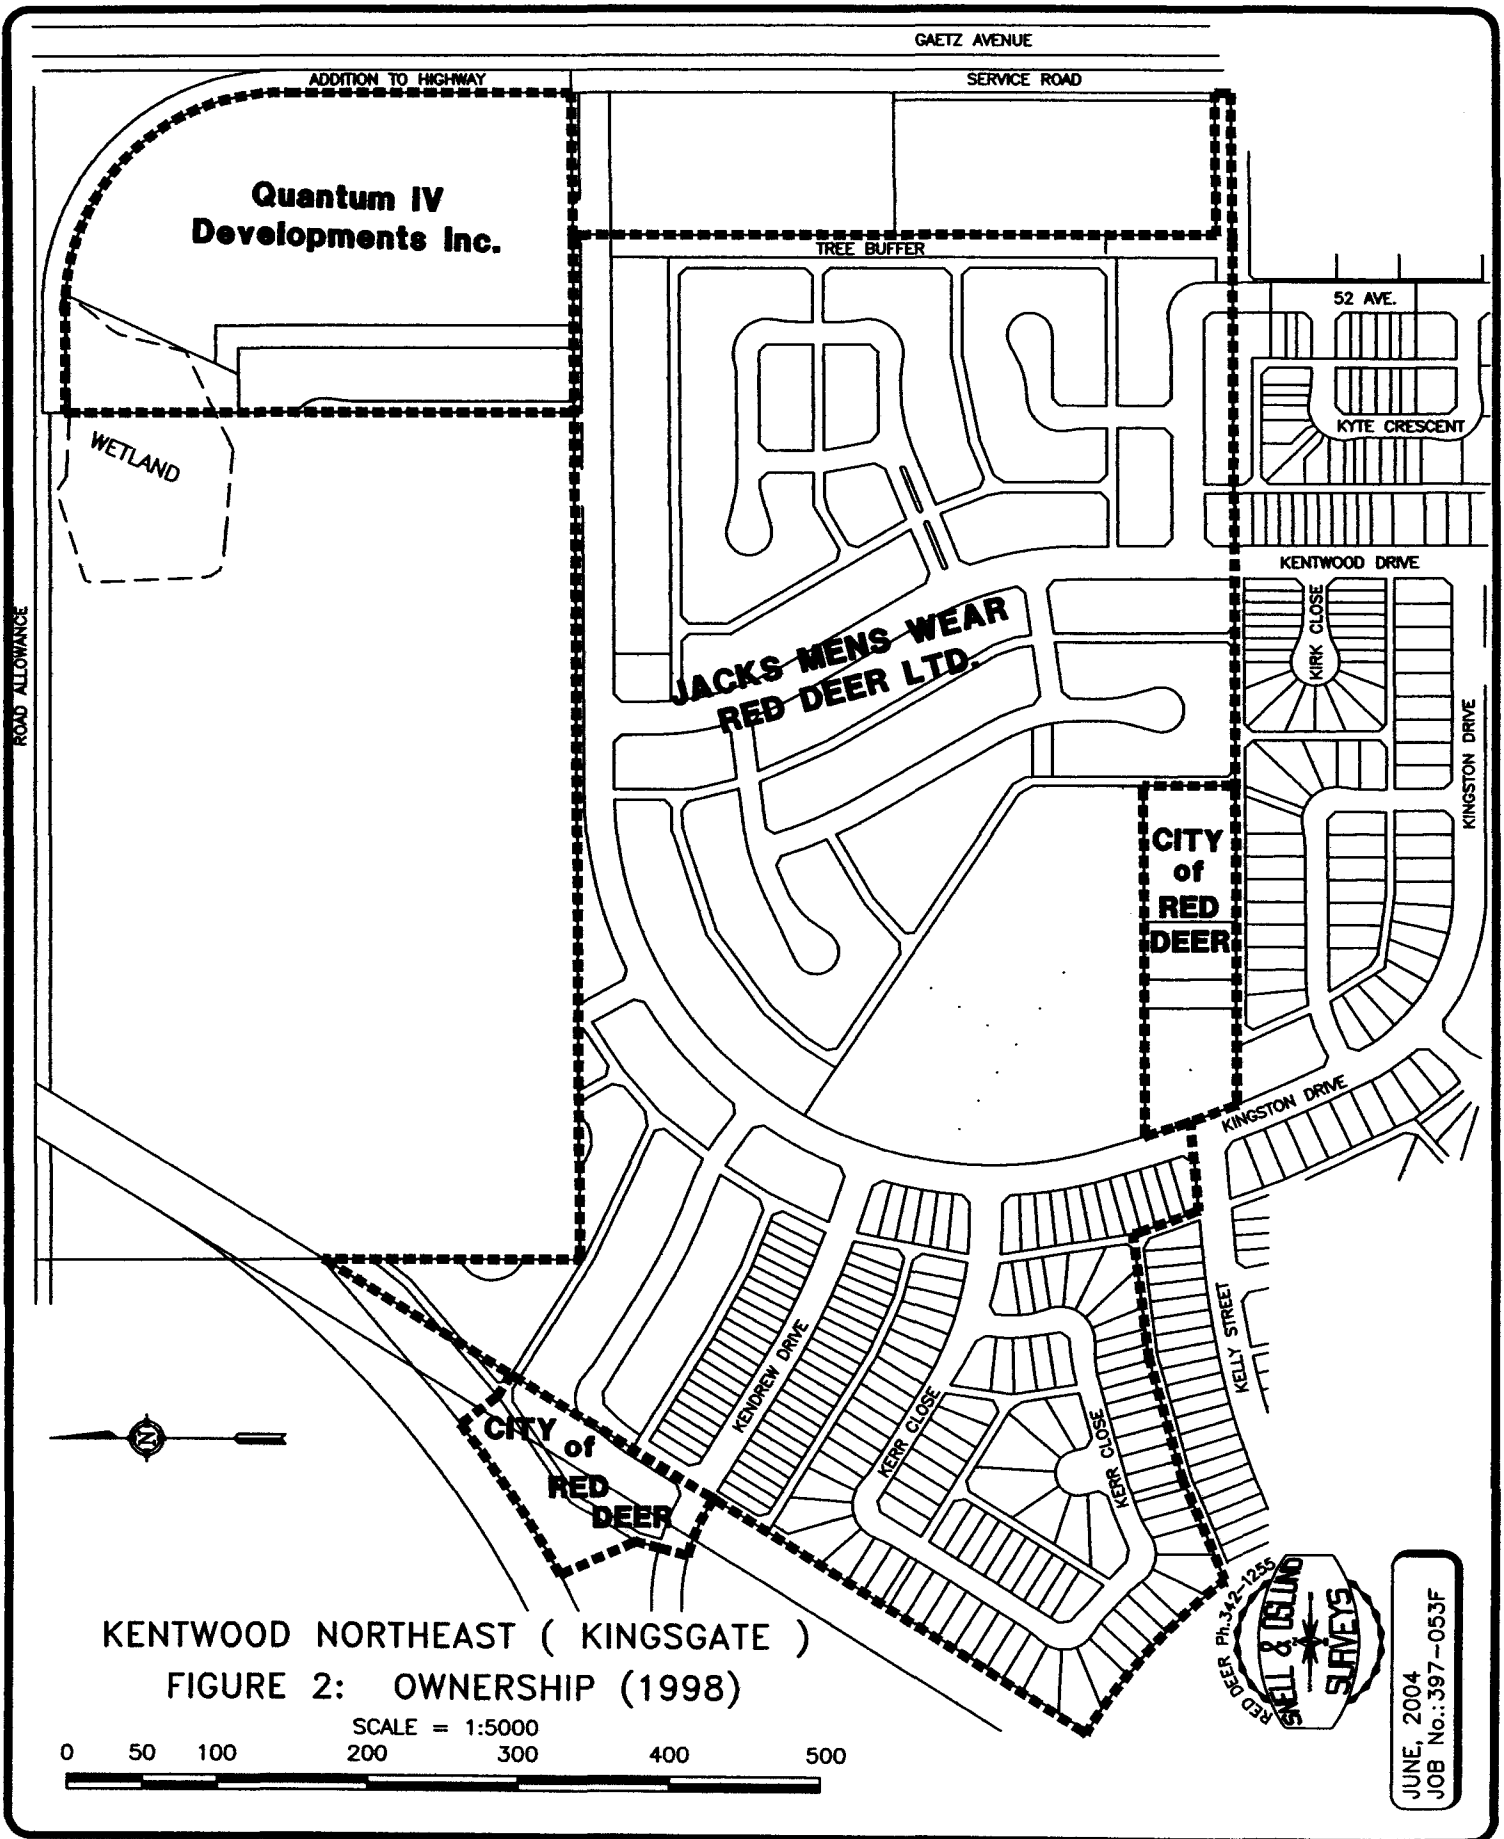 GAETZ AVENUE
ADDITION TO HIGHWAY
SERVICE ROAD
Quantum IV
Developments Inc.
TREE BUFFER
52 AVE.
KYTE CRESCENT
WETLAND
KENTWOOD DRIVE
KIRK CLOSE
ROAD ALLOWANCE
JACKS MENS WEAR
RED DEER LTD.
KINGSTON DRIVE
CITY
of
RED
DEER
KINGSTON DRIVE
KELLY STREET
KENDREW DRIVE
KERR CLOSE
KERR CLOSE
N
CITY
of
RED
DEER
RED DEER Ph.342-1255
SNELL & OSLUND
SURVEYS
JUNE, 2004
JOB No.:397-053F
KENTWOOD NORTHEAST ( KINGSGATE )
FIGURE 2: OWNERSHIP (1998)
SCALE = 1:5000
0 50 100 200 300 400 500